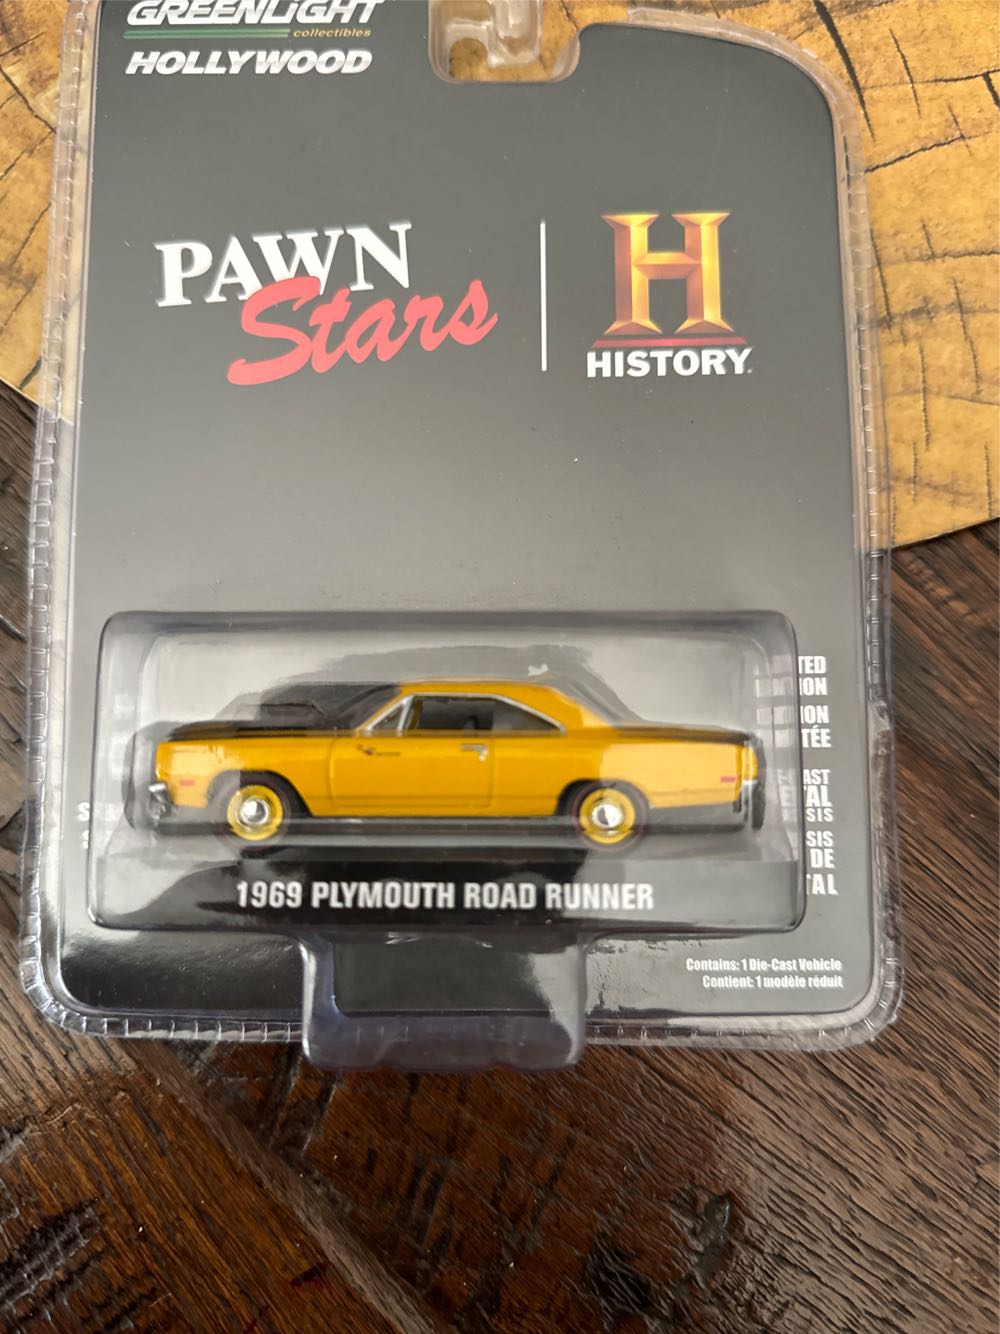 GREENLiGHT
collectibles
HOLLYWOOD
PAWN
Stars
HISTORY
1969 PLYMOUTH ROAD RUNNER
Contains: 1 Die-Cast Vehicle
Contient: 1 modèle réduit